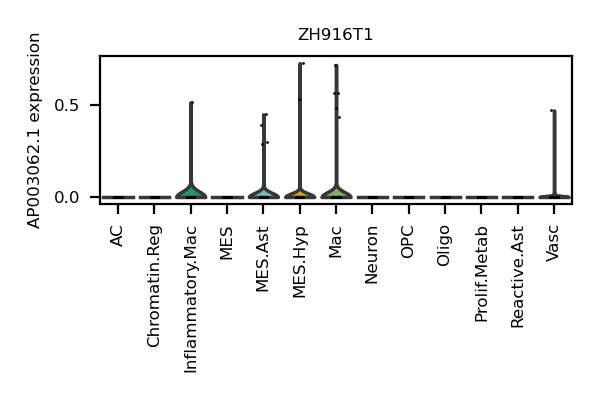 ZH916T1
AP003062.1 expression
0.5
0.0
AC
Chromatin.Reg
Inflammatory.Mac
MES
MES.Ast
MES.Hyp
Mac
Neuron
OPC
Oligo
Prolif.Metab
Reactive.Ast
Vasc